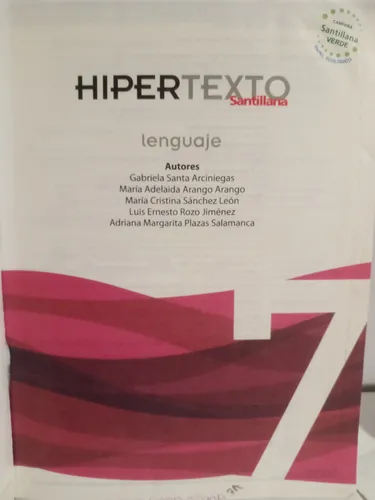 CAMPAÑA
Santillana
VERDE
HIPERTEXTO
Santillana
lenguaje
Autores
Gabriela Santa Arciniegas
María Adelaida Arango Arango
María Cristina Sánchez León
Luis Ernesto Rozo Jiménez
Adriana Margarita Plazas Salamanca
7